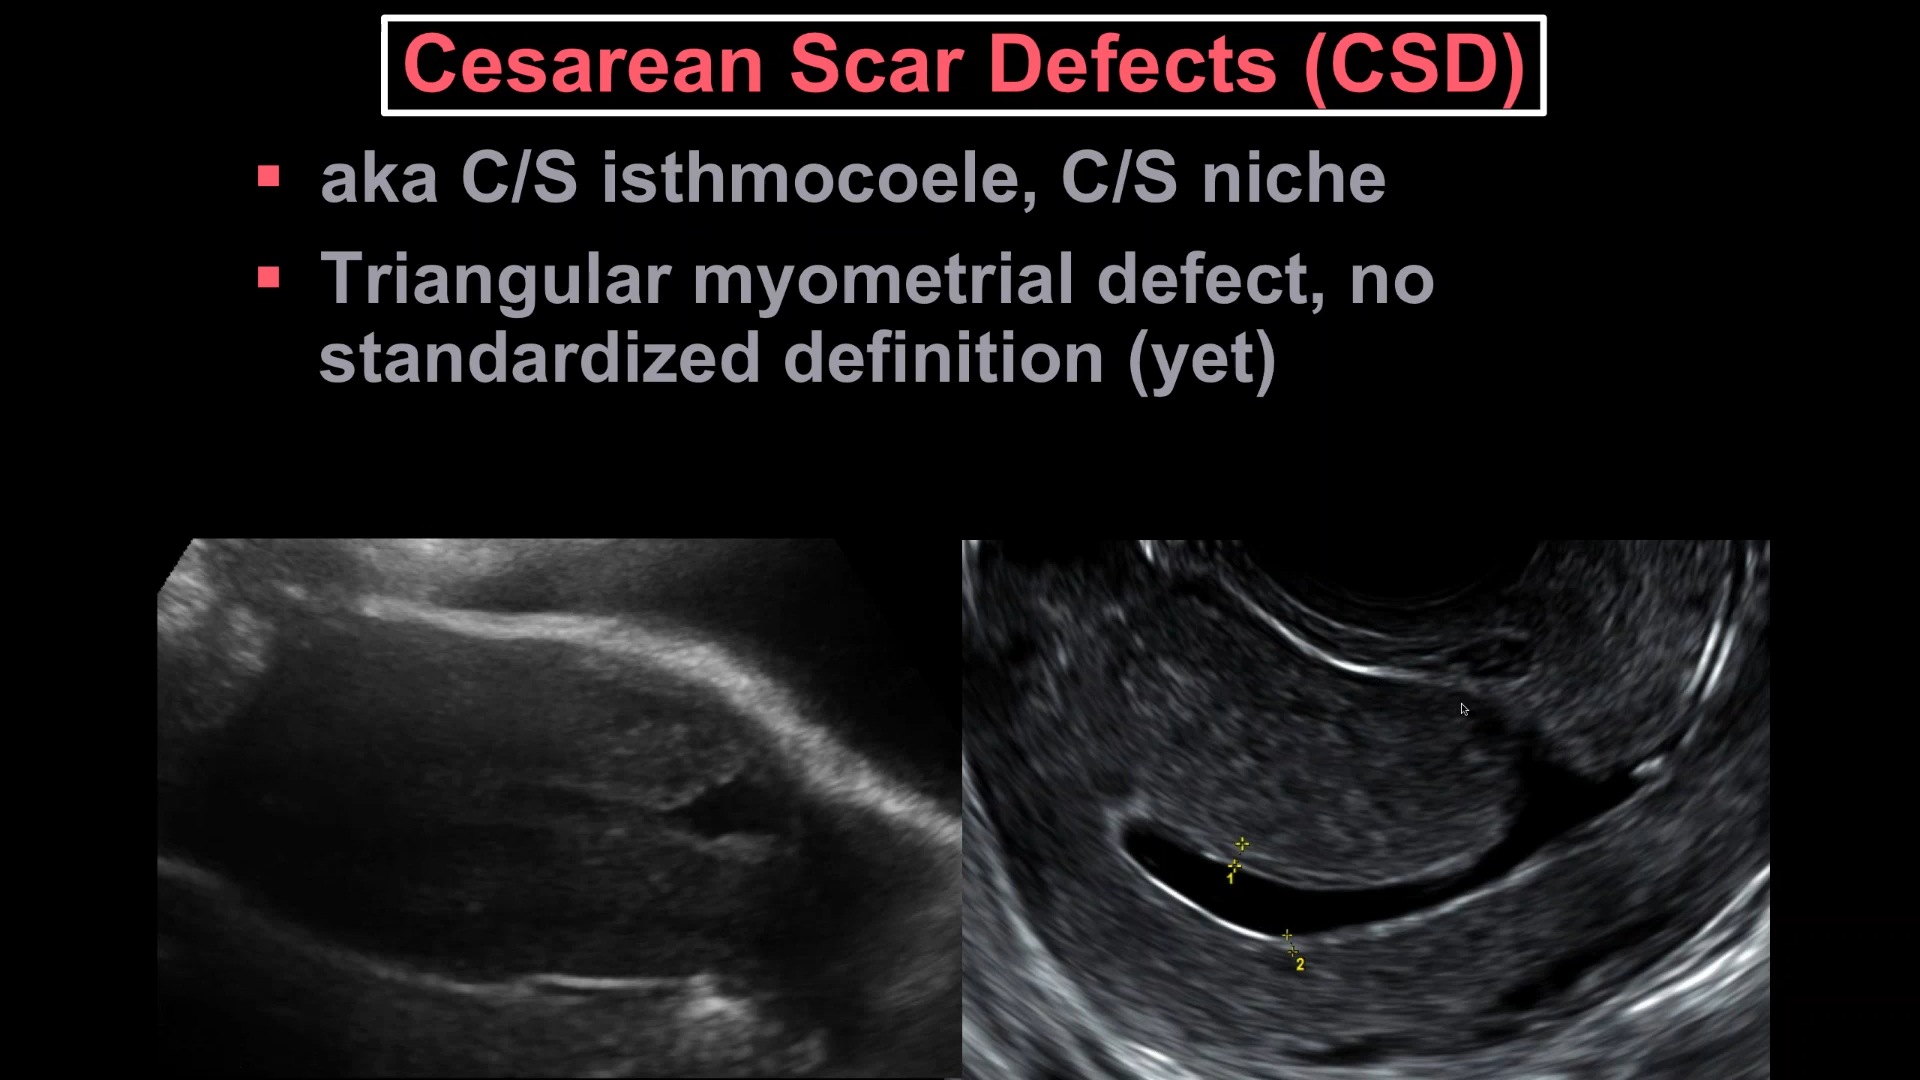 Cesarean Scar Defects (CSD)
▪ aka C/S isthmocoele, C/S niche
▪ Triangular myometrial defect, no
standardized definition (yet)
1
2